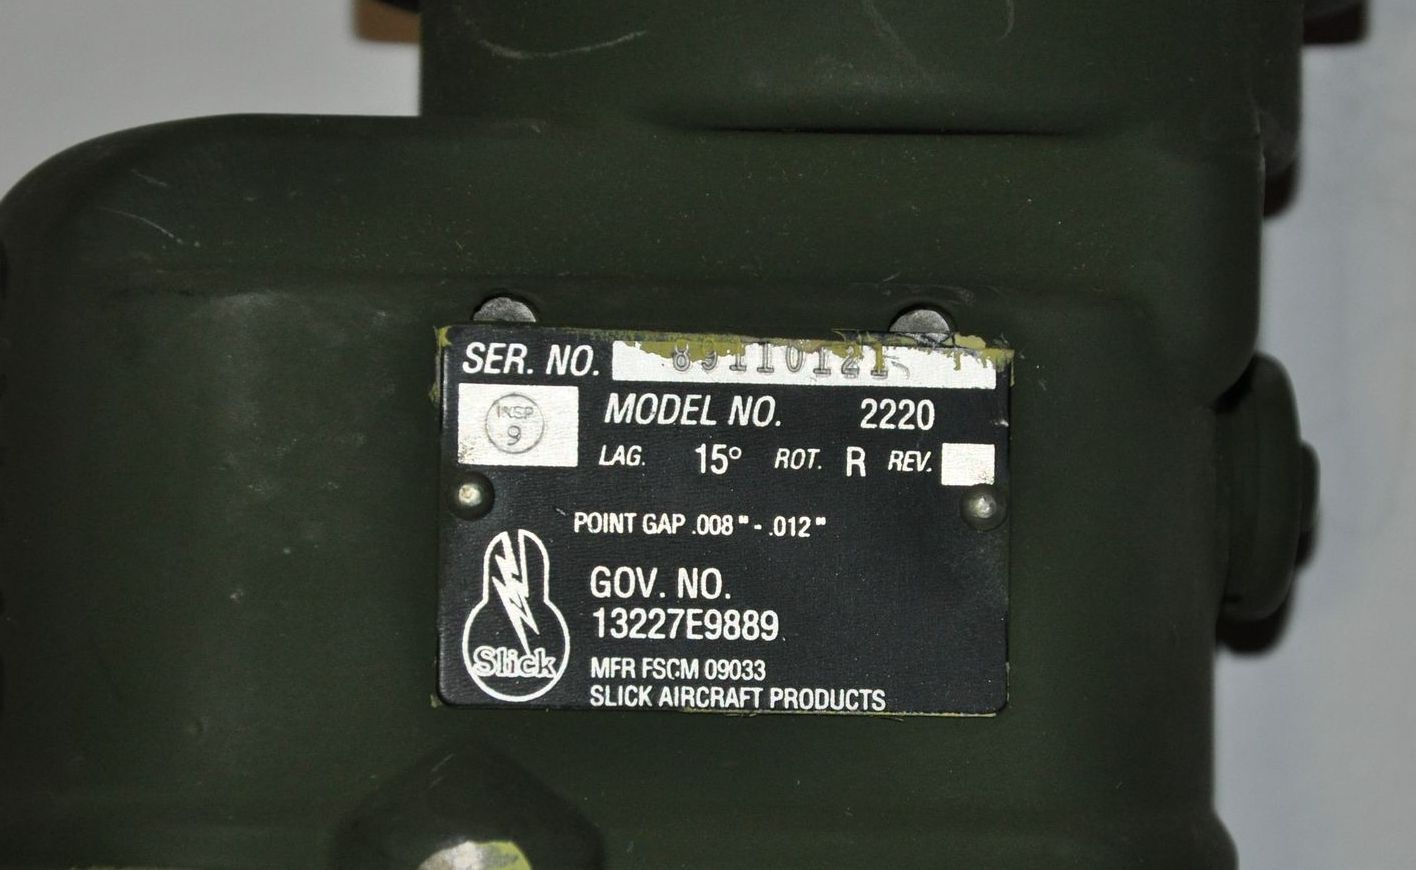 SER. NO. 89110121
INSP
9
MODEL NO. 2220
LAG. 15° ROT. R REV.
POINT GAP .008" - .012"
GOV. NO.
13227E9889
Slick
MFR FSCM 09033
SLICK AIRCRAFT PRODUCTS